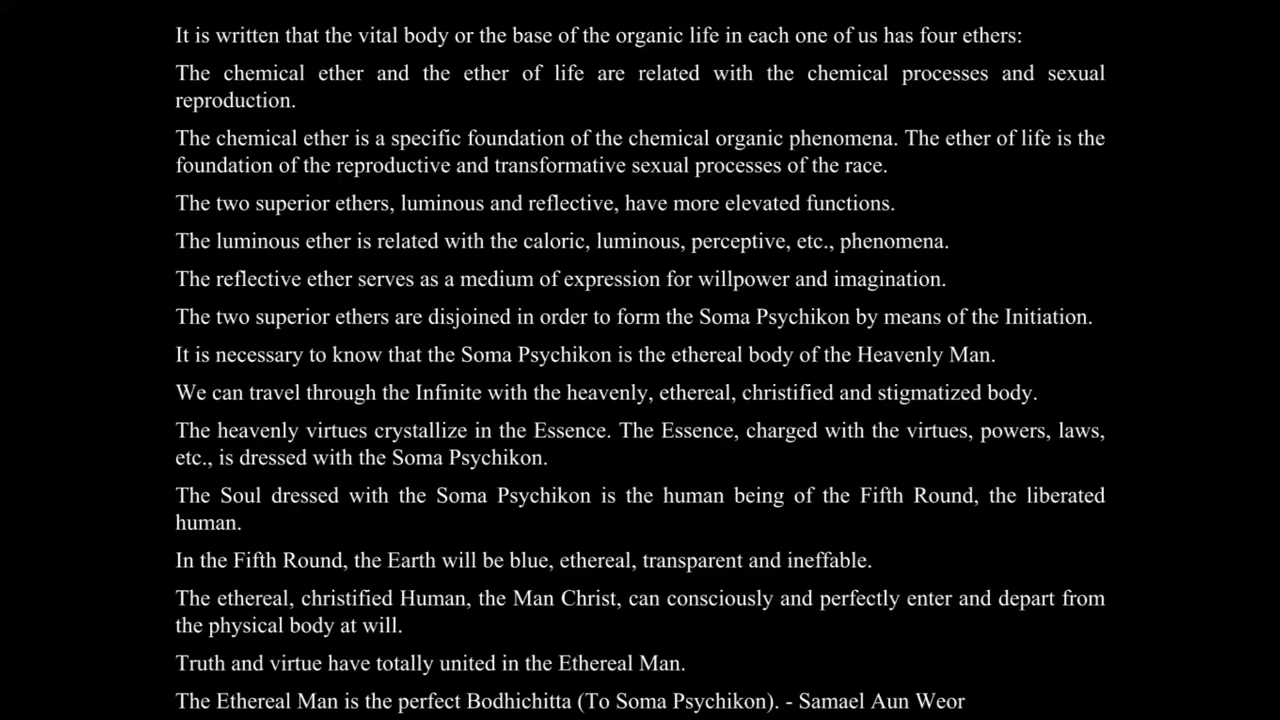 It is written that the vital body or the base of the organic life in each one of us has four ethers:
The chemical ether and the ether of life are related with the chemical processes and sexual
reproduction.
The chemical ether is a specific foundation of the chemical organic phenomena. The ether of life is the
foundation of the reproductive and transformative sexual processes of the race.
The two superior ethers, luminous and reflective, have more elevated functions.
The luminous ether is related with the caloric, luminous, perceptive, etc., phenomena.
The reflective ether serves as a medium of expression for willpower and imagination.
The two superior ethers are disjoined in order to form the Soma Psychikon by means of the Initiation.
It is necessary to know that the Soma Psychikon is the ethereal body of the Heavenly Man.
We can travel through the Infinite with the heavenly, ethereal, christified and stigmatized body.
The heavenly virtues crystallize in the Essence. The Essence, charged with the virtues, powers, laws,
etc., is dressed with the Soma Psychikon.
The Soul dressed with the Soma Psychikon is the human being of the Fifth Round, the liberated
human.
In the Fifth Round, the Earth will be blue, ethereal, transparent and ineffable.
The ethereal, christified Human, the Man Christ, can consciously and perfectly enter and depart from
the physical body at will.
Truth and virtue have totally united in the Ethereal Man.
The Ethereal Man is the perfect Bodhichitta (To Soma Psychikon). - Samael Aun Weor